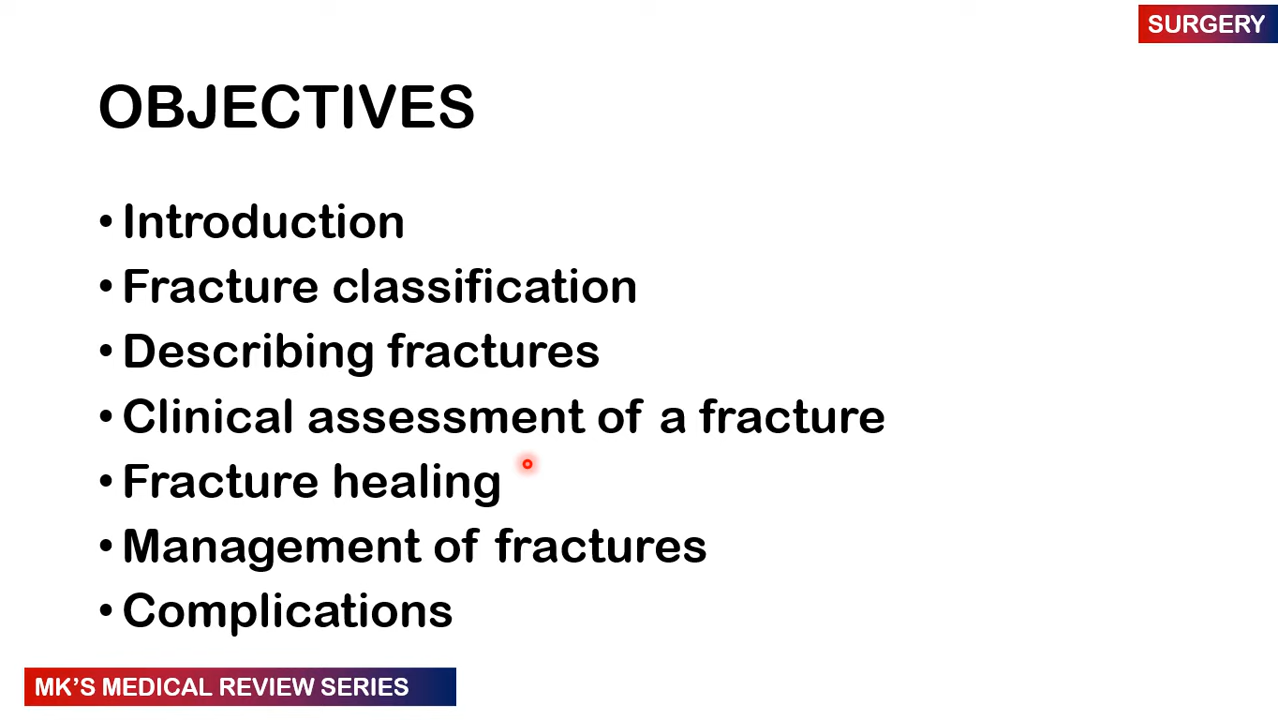 SURGERY
OBJECTIVES
• Introduction
• Fracture classification
• Describing fractures
• Clinical assessment of a fracture
• Fracture healing
• Management of fractures
• Complications
MK'S MEDICAL REVIEW SERIES